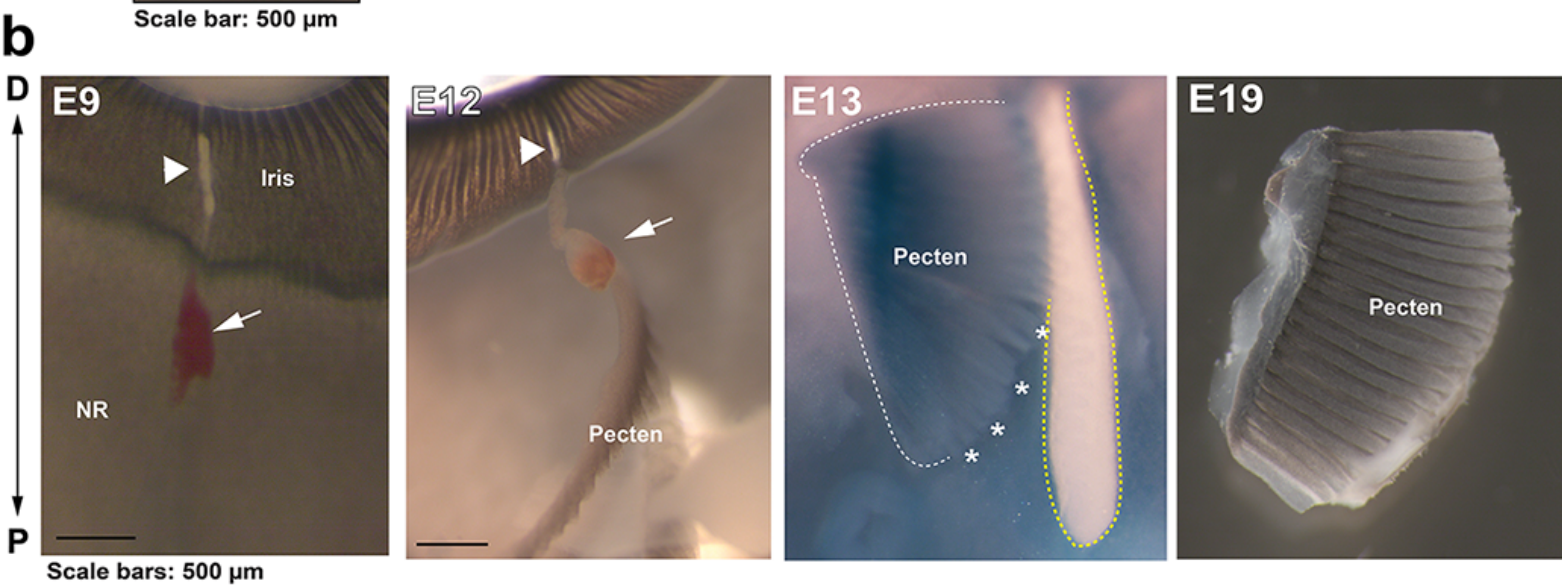 Scale bar: 500 µm
b
D
E9
E12
E13
E19
Iris
Pecten
Pecten
NR
Pecten
P
* * * *
Scale bars: 500 µm